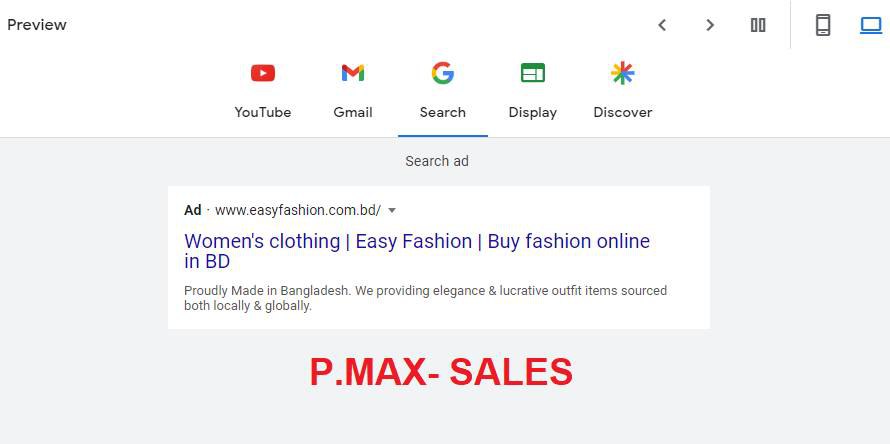 Preview
YouTube
Gmail
Search
Display
Discover
Search ad
Ad · www.easyfashion.com.bd/
Women's clothing | Easy Fashion | Buy fashion online
in BD
Proudly Made in Bangladesh. We providing elegance & lucrative outfit items sourced
both locally & globally.
P.MAX- SALES